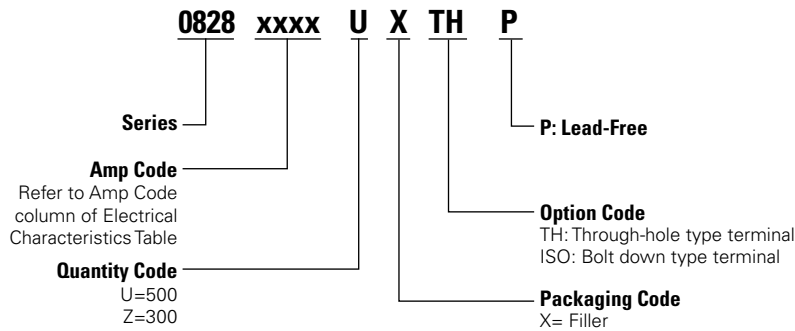 0828 xxxx U X TH P
Series
Amp Code
Refer to Amp Code
column of Electrical
Characteristics Table
Quantity Code
U=500
Z=300
P: Lead-Free
Option Code
TH: Through-hole type terminal
ISO: Bolt down type terminal
Packaging Code
X= Filler